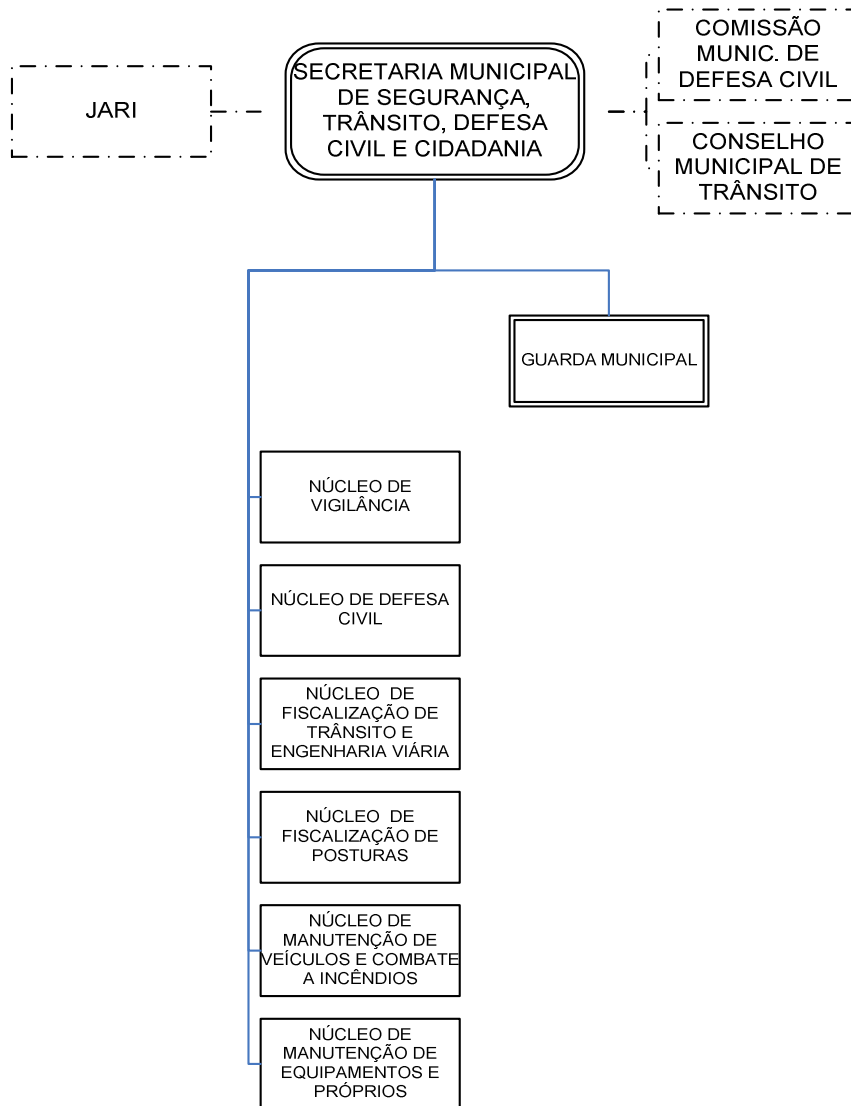 JARI
SECRETARIA MUNICIPAL
DE SEGURANÇA,
TRÂNSITO, DEFESA
CIVIL E CIDADANIA
COMISSÃO
MUNIC. DE
DEFESA CIVIL
CONSELHO
MUNICIPAL DE
TRÂNSITO
GUARDA MUNICIPAL
NÚCLEO DE
VIGILÂNCIA
NÚCLEO DE DEFESA
CIVIL
NÚCLEO DE
FISCALIZAÇÃO DE
TRÂNSITO E
ENGENHARIA VIÁRIA
NÚCLEO DE
FISCALIZAÇÃO DE
POSTURAS
NÚCLEO DE
MANUTENÇÃO DE
VEÍCULOS E COMBATE
A INCÊNDIOS
NÚCLEO DE
MANUTENÇÃO DE
EQUIPAMENTOS E
PRÓPRIOS